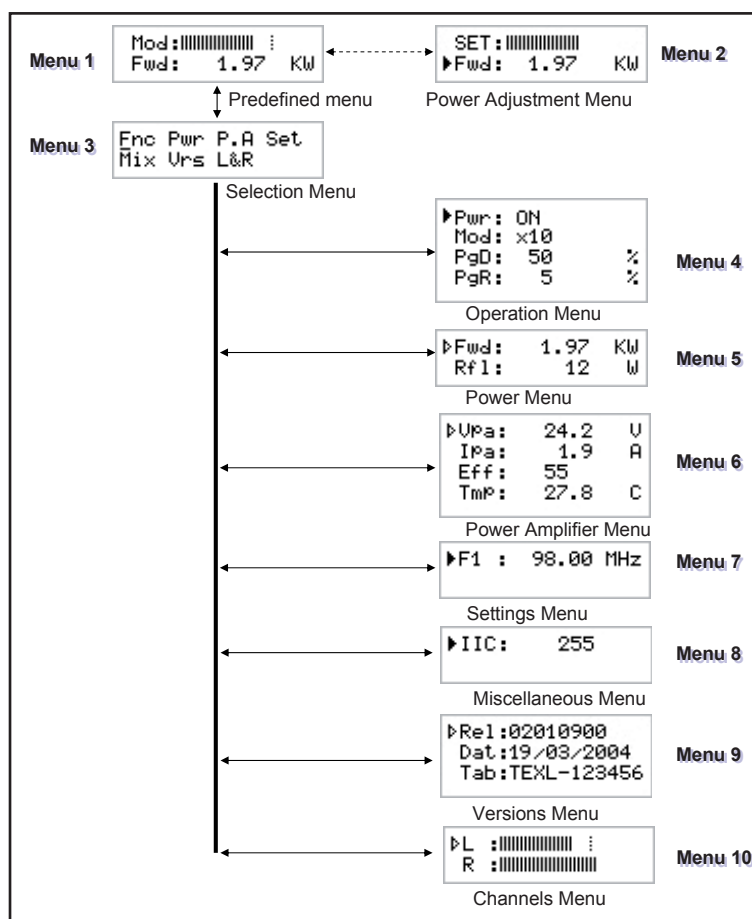 Menu 1
Mod:
Fwd: 1.97 KW
SET:
Fwd: 1.97 KW
Menu 2
Predefined menu
Power Adjustment Menu
Menu 3
Fnc Pwr P.A Set
Mix Vrs L&R
Selection Menu
Pwr: ON
Mod: x10
PgD: 50 %
PgR: 5 %
Menu 4
Operation Menu
Fwd: 1.97 KW
Rfl: 12 W
Menu 5
Power Menu
Vpa: 24.2 V
Ipa: 1.9 A
Eff: 55
Tmp: 27.8 C
Menu 6
Power Amplifier Menu
F1 : 98.00 MHz
Menu 7
Settings Menu
IIC: 255
Menu 8
Miscellaneous Menu
Rel:02010900
Dat:19/03/2004
Tab:TEXL-123456
Menu 9
Versions Menu
L :
R :
Menu 10
Channels Menu